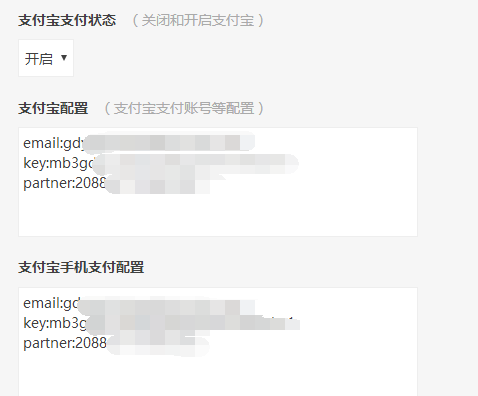 支付宝支付状态 （关闭和开启支付宝）
开启
支付宝配置 （支付宝支付账号等配置）
email:gdy
key:mb3gd
partner:2088
支付宝手机支付配置
email:gd
key:mb3g
partner:2088